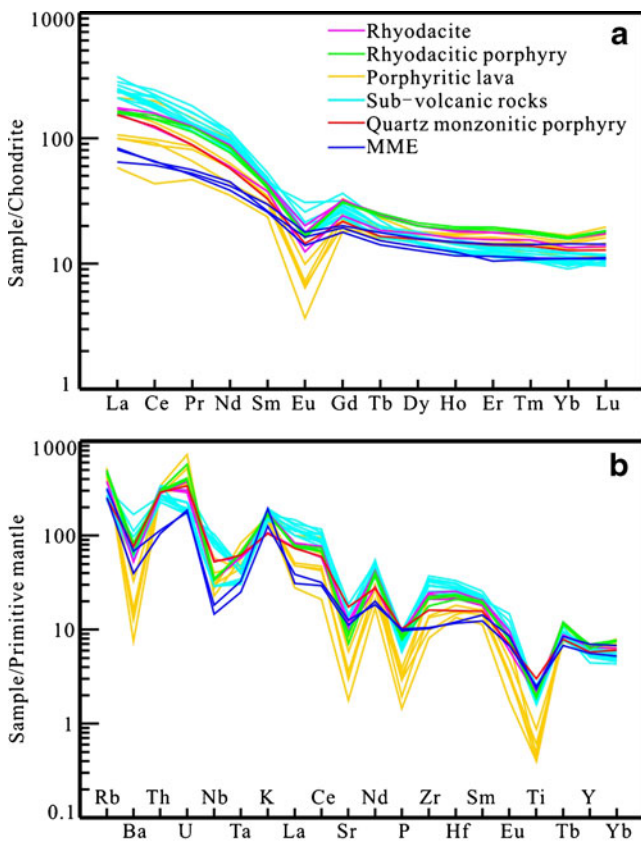 1000
a
Rhyodacite
Rhyodacitic porphyry
Porphyritic lava
Sub-volcanic rocks
Quartz monzonitic porphyry
MME
100
10
1
Sample/Chondrite
La Ce Pr Nd Sm Eu Gd Tb Dy Ho Er Tm Yb Lu
1000
b
100
10
1
0.1
Sample/Primitive mantle
Rb Th Nb K Ce Nd Zr Sm Ti Y
Ba U Ta La Sr P Hf Eu Tb Yb